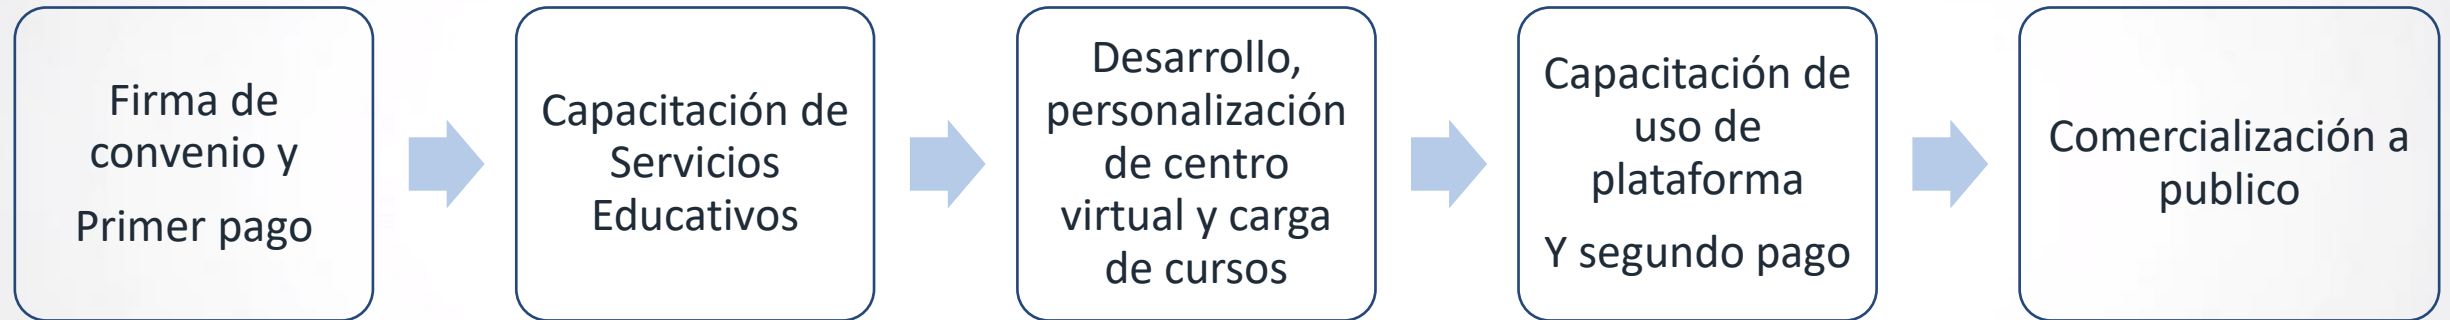 Firma de
convenio y
Primer pago
Capacitación de
Servicios
Educativos
Desarrollo,
personalización
de centro
virtual y carga
de cursos
Capacitación de
uso de
plataforma
Y segundo pago
Comercialización a
publico